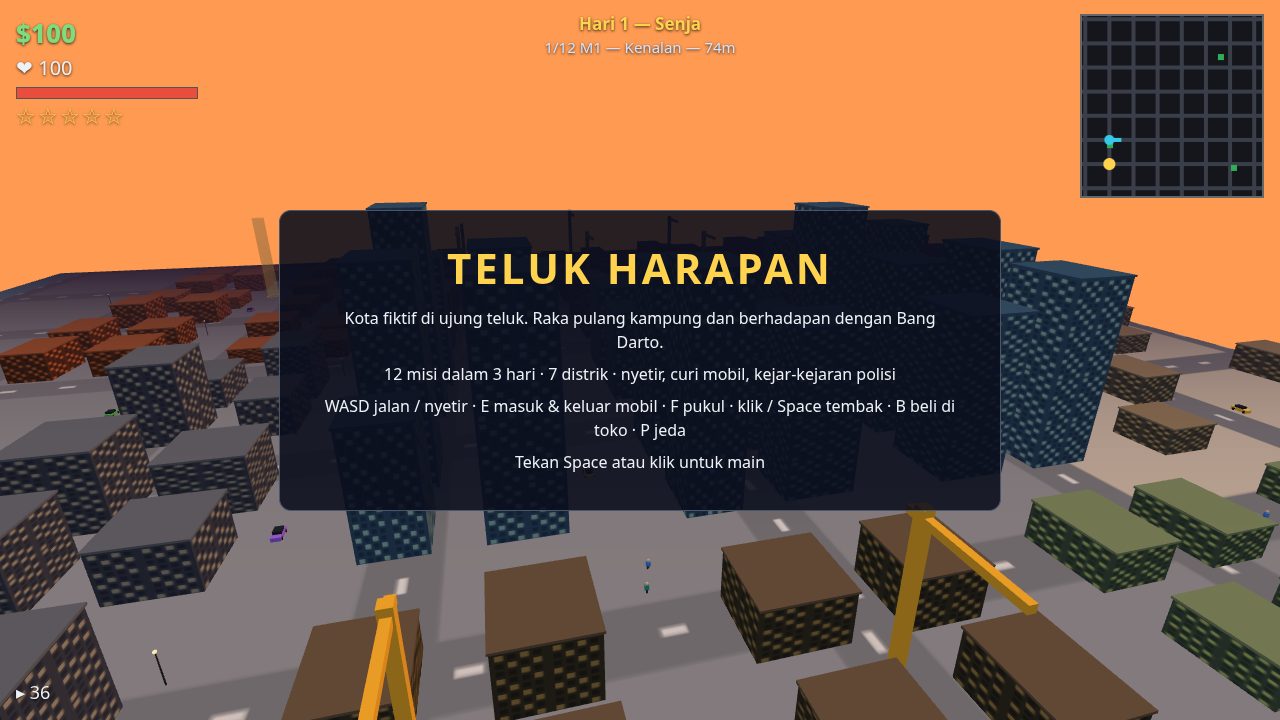 $100
❤ 100
☆☆☆☆☆
Hari 1 — Senja
1/12 M1 — Kenalan — 74m
TELUK HARAPAN
Kota fiktif di ujung teluk. Raka pulang kampung dan berhadapan dengan Bang
Darto.
12 misi dalam 3 hari · 7 distrik · nyetir, curi mobil, kejar-kejaran polisi
WASD jalan / nyetir · E masuk & keluar mobil · F pukul · klik / Space tembak · B beli di
toko · P jeda
Tekan Space atau klik untuk main
▸ 36